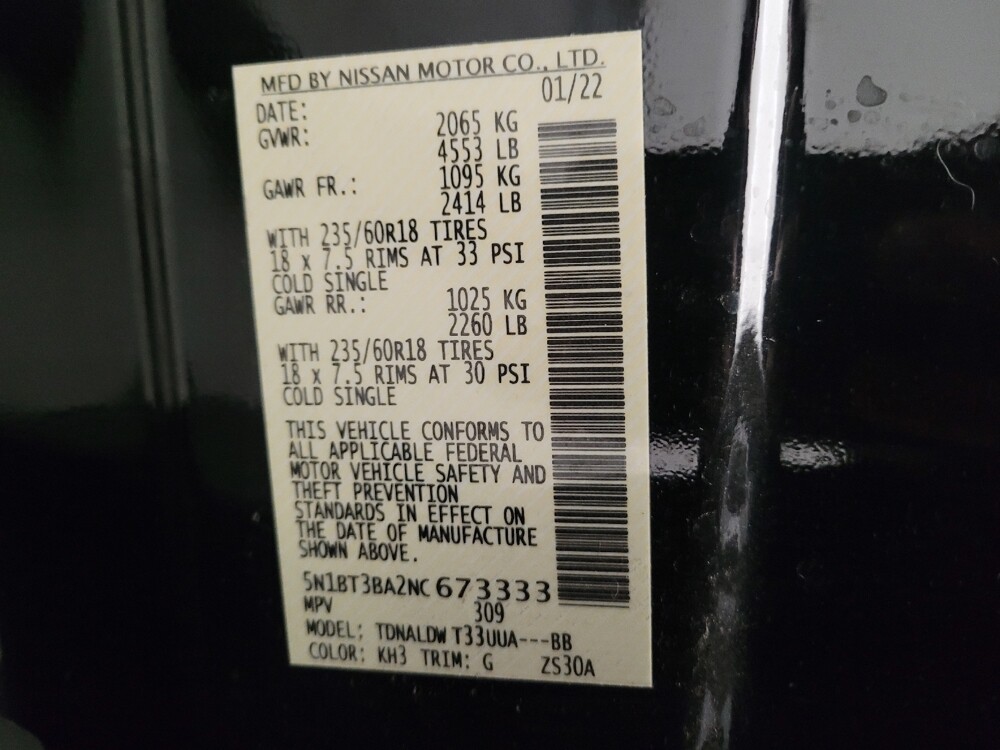 MFD BY NISSAN MOTOR CO., LTD.
DATE: 01/22
GVWR: 2065 KG
4553 LB
GAWR FR.: 1095 KG
2414 LB
WITH 235/60R18 TIRES
18 x 7.5 RIMS AT 33 PSI
COLD SINGLE
GAWR RR.: 1025 KG
2260 LB
WITH 235/60R18 TIRES
18 x 7.5 RIMS AT 30 PSI
COLD SINGLE
THIS VEHICLE CONFORMS TO
ALL APPLICABLE FEDERAL
MOTOR VEHICLE SAFETY AND
THEFT PREVENTION
STANDARDS IN EFFECT ON
THE DATE OF MANUFACTURE
SHOWN ABOVE.
5N1BT3BA2NC673333
MPV 309
MODEL: TDNALDW T33UUA---BB
COLOR: KH3 TRIM: G ZS30A